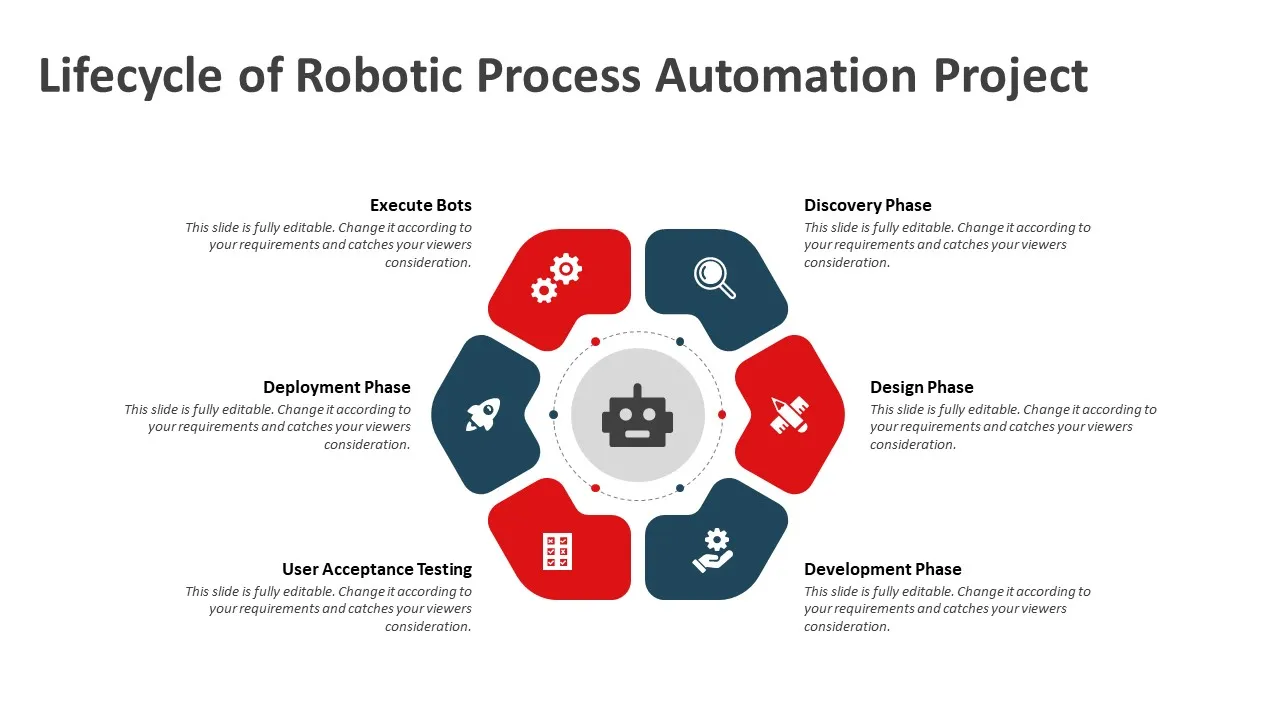 Lifecycle of Robotic Process Automation Project
Execute Bots
This slide is fully editable. Change it according to
your requirements and catches your viewers
consideration.
Discovery Phase
This slide is fully editable. Change it according to
your requirements and catches your viewers
consideration.
Deployment Phase
This slide is fully editable. Change it according to
your requirements and catches your viewers
consideration.
Design Phase
This slide is fully editable. Change it according to
your requirements and catches your viewers
consideration.
User Acceptance Testing
This slide is fully editable. Change it according to
your requirements and catches your viewers
consideration.
Development Phase
This slide is fully editable. Change it according to
your requirements and catches your viewers
consideration.